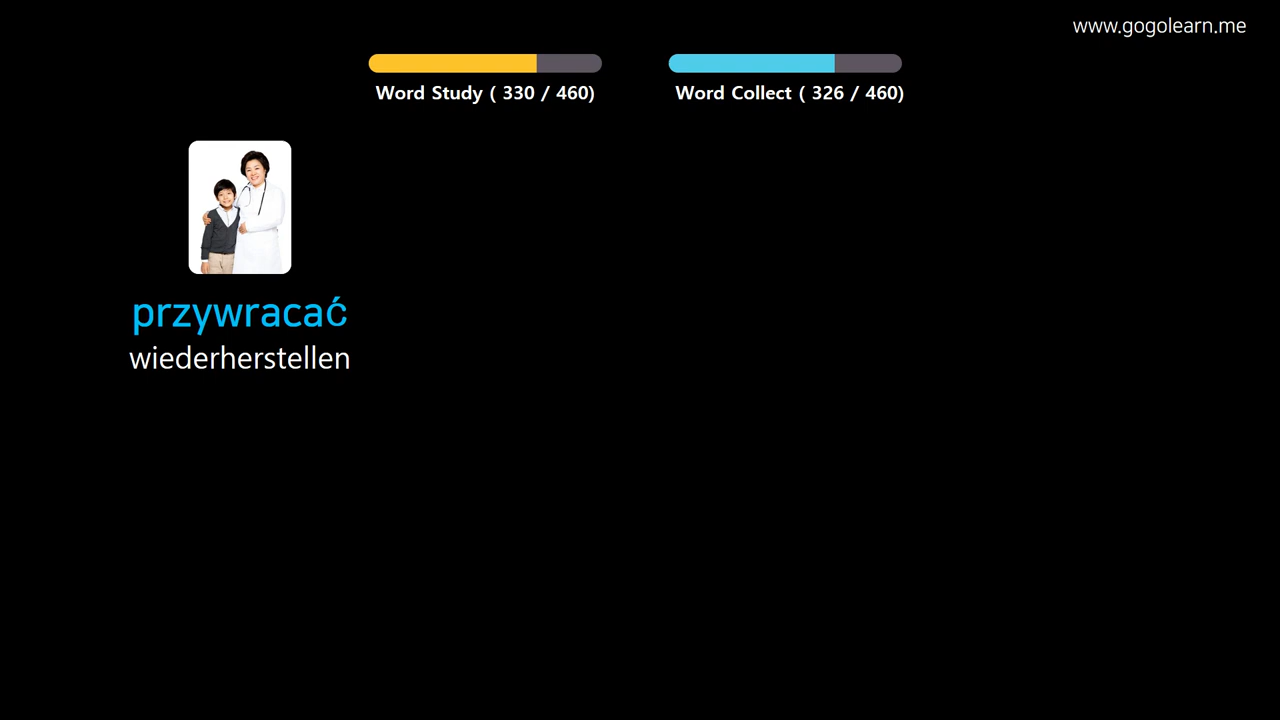 www.gogolearn.me
Word Study ( 330 / 460)
Word Collect ( 326 / 460)
przywracać
wiederherstellen